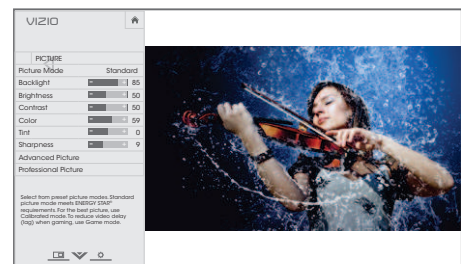 VIZIO
PICTURE
Picture Mode Standard
Backlight 85
Brightness 50
Contrast 50
Color 59
Tint 0
Sharpness 9
Advanced Picture
Professional Picture
Select from preset picture modes. Standard
picture mode meets ENERGY STAR®
requirements. For the best picture, use
Calibrated mode. To reduce video delay
(lag) when gaming, use Game mode.